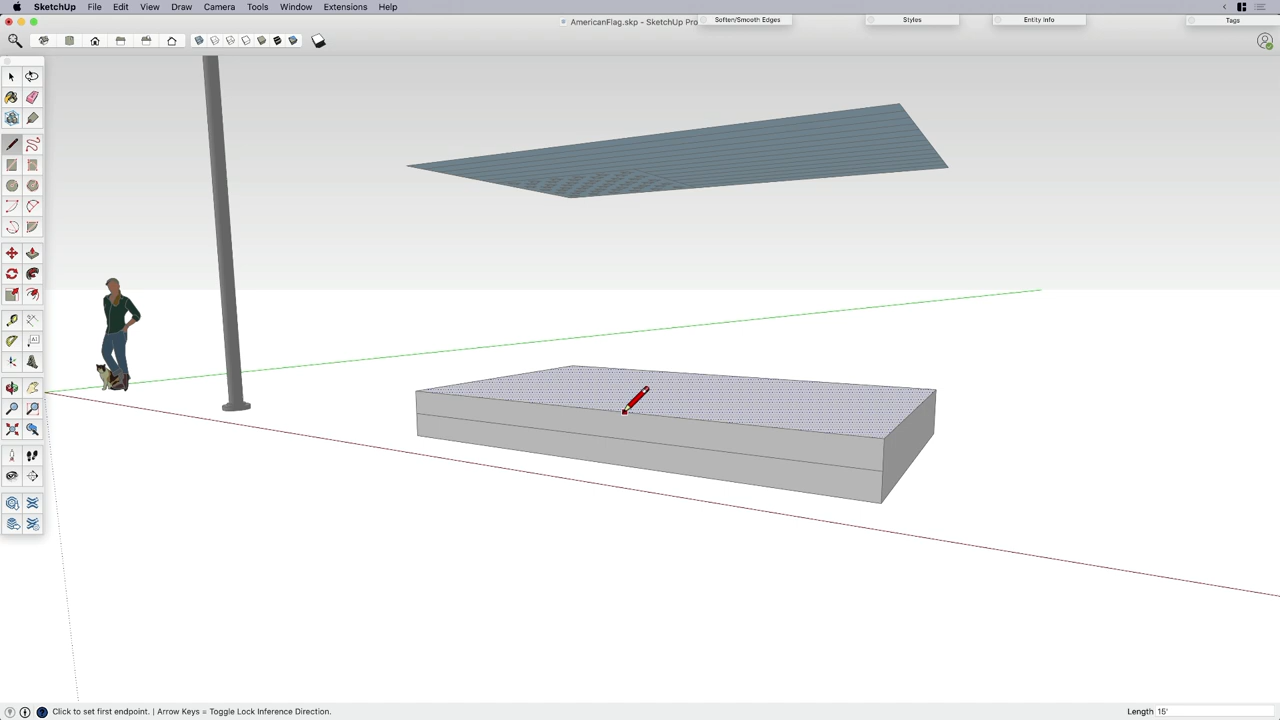 SketchUp File Edit View Draw Camera Tools Window Extensions Help
AmericanFlag.skp - SketchUp Pro
Soften/Smooth Edges
Styles
Entity Info
Tags
Click to set first endpoint. | Arrow Keys = Toggle Lock Inference Direction.
Length 15'